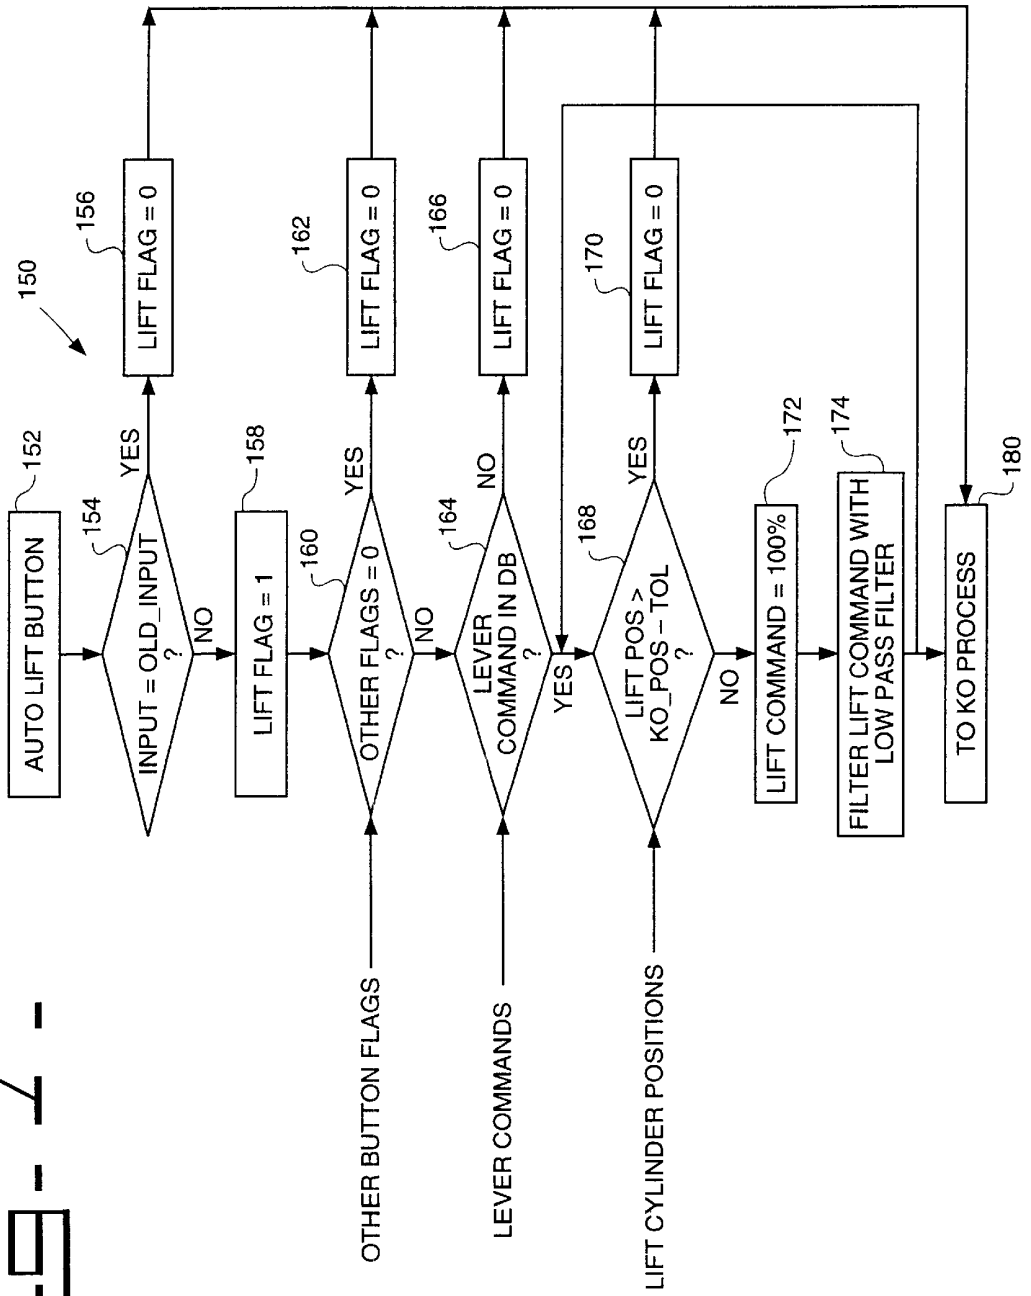 150
AUTO LIFT BUTTON
152
INPUT = OLD_INPUT
?
154
YES
NO
LIFT FLAG = 0
156
LIFT FLAG = 1
158
OTHER BUTTON FLAGS
OTHER FLAGS = 0
?
160
YES
NO
LIFT FLAG = 0
162
LEVER COMMANDS
LEVER
COMMAND IN DB
?
164
NO
YES
LIFT FLAG = 0
166
LIFT CYLINDER POSITIONS
LIFT POS >
KO_POS – TOL
?
168
YES
NO
LIFT FLAG = 0
170
LIFT COMMAND = 100%
172
FILTER LIFT COMMAND WITH
LOW PASS FILTER
174
TO KO PROCESS
180